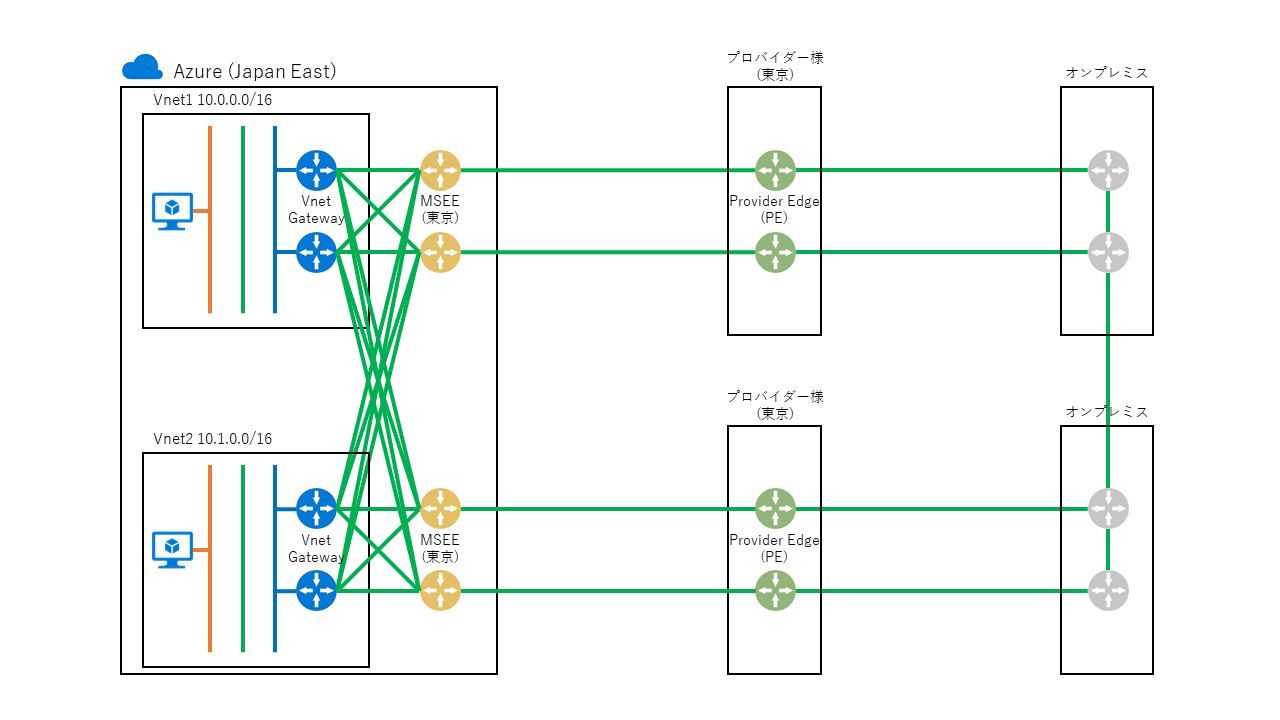 Azure (Japan East)
プロバイダー様
(東京)
オンプレミス
Vnet1 10.0.0.0/16
Vnet
Gateway
MSEE
(東京)
Provider Edge
(PE)
プロバイダー様
(東京)
オンプレミス
Vnet2 10.1.0.0/16
Vnet
Gateway
MSEE
(東京)
Provider Edge
(PE)